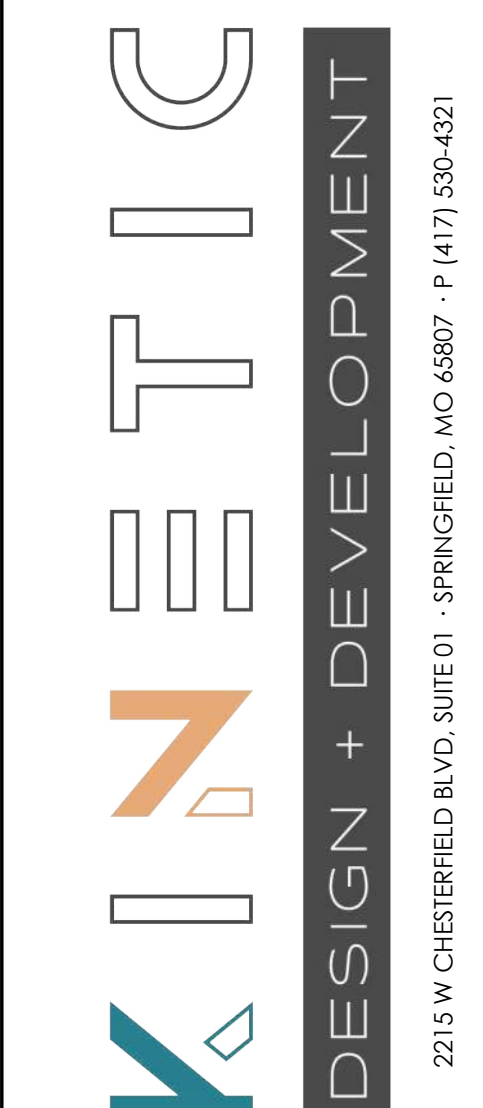 KINETIC
DESIGN + DEVELOPMENT
2215 W CHESTERFIELD BLVD, SUITE 01 · SPRINGFIELD, MO 65807 · P (417) 530-4321